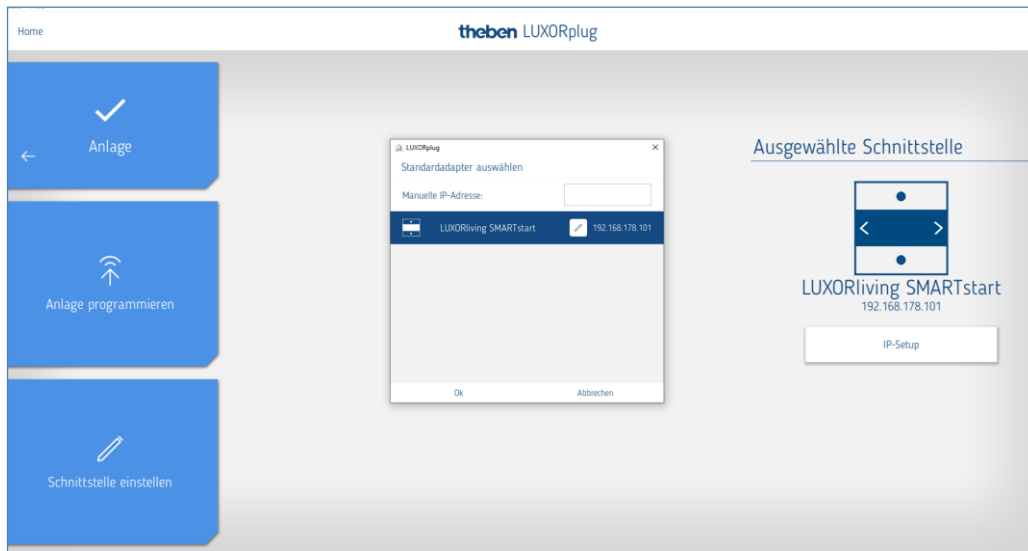 Home
theben LUXORplug
Anlage
Anlage programmieren
Schnittstelle einstellen
LUXORplug
Standardadapter auswählen
Manuelle IP-Adresse:
LUXORliving SMARTstart 192.168.178.101
Ok Abbrechen
Ausgewählte Schnittstelle
LUXORliving SMARTstart
192.168.178.101
IP-Setup